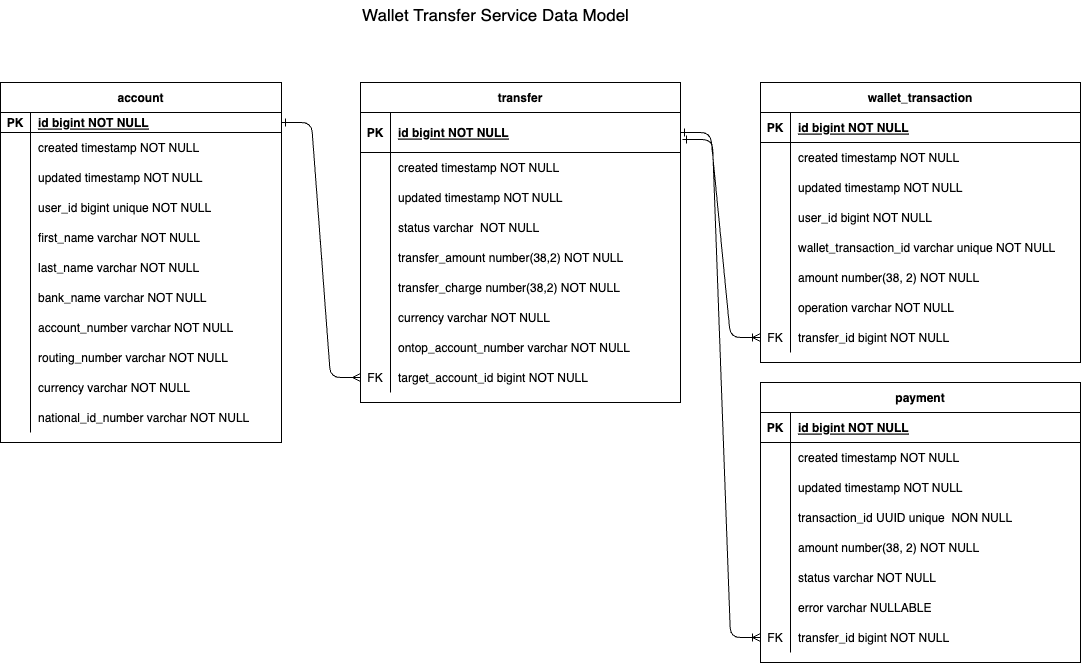 Wallet Transfer Service Data Model
account
PK id bigint NOT NULL
created timestamp NOT NULL
updated timestamp NOT NULL
user_id bigint unique NOT NULL
first_name varchar NOT NULL
last_name varchar NOT NULL
bank_name varchar NOT NULL
account_number varchar NOT NULL
routing_number varchar NOT NULL
currency varchar NOT NULL
national_id_number varchar NOT NULL
transfer
PK id bigint NOT NULL
created timestamp NOT NULL
updated timestamp NOT NULL
status varchar  NOT NULL
transfer_amount number(38,2) NOT NULL
transfer_charge number(38,2) NOT NULL
currency varchar NOT NULL
ontop_account_number varchar NOT NULL
FK target_account_id bigint NOT NULL
wallet_transaction
PK id bigint NOT NULL
created timestamp NOT NULL
updated timestamp NOT NULL
user_id bigint NOT NULL
wallet_transaction_id varchar unique NOT NULL
amount number(38, 2) NOT NULL
operation varchar NOT NULL
FK transfer_id bigint NOT NULL
payment
PK id bigint NOT NULL
created timestamp NOT NULL
updated timestamp NOT NULL
transaction_id UUID unique  NON NULL
amount number(38, 2) NOT NULL
status varchar NOT NULL
error varchar NULLABLE
FK transfer_id bigint NOT NULL